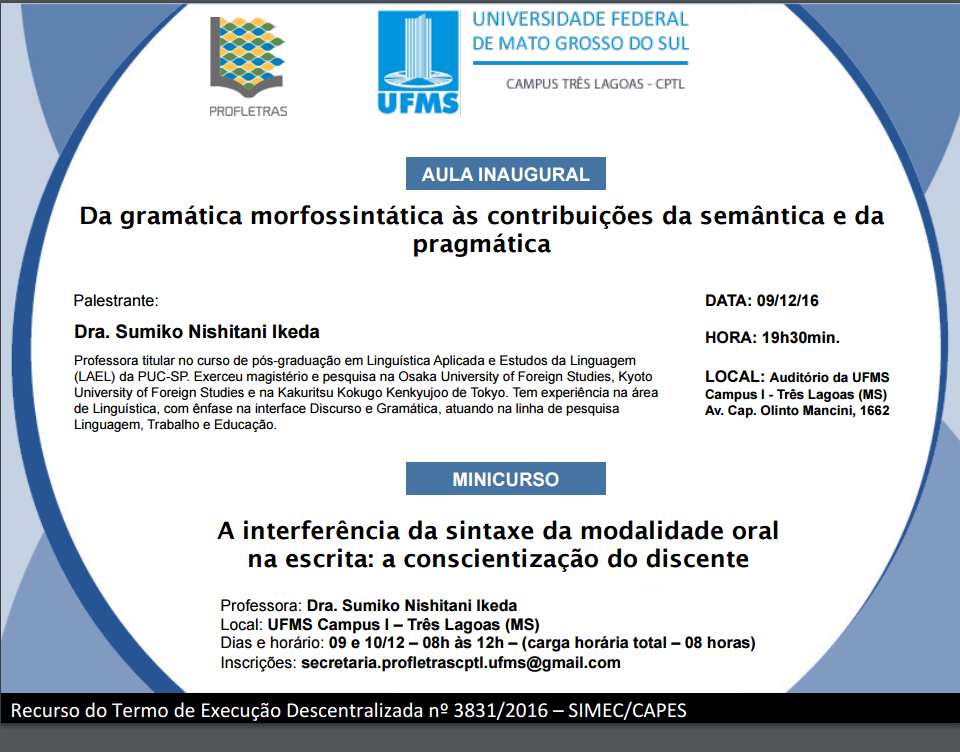 PROFLETRAS
UFMS
UNIVERSIDADE FEDERAL
DE MATO GROSSO DO SUL
CAMPUS TRÊS LAGOAS - CPTL
AULA INAUGURAL
Da gramática morfossintática às contribuições da semântica e da
pragmática
Palestrante:
Dra. Sumiko Nishitani Ikeda
Professora titular no curso de pós-graduação em Linguística Aplicada e Estudos da Linguagem
(LAEL) da PUC-SP. Exerceu magistério e pesquisa na Osaka University of Foreign Studies, Kyoto
University of Foreign Studies e na Kakuritsu Kokugo Kenkyujoo de Tokyo. Tem experiência na área
de Linguística, com ênfase na interface Discurso e Gramática, atuando na linha de pesquisa
Linguagem, Trabalho e Educação.
DATA: 09/12/16
HORA: 19h30min.
LOCAL: Auditório da UFMS
Campus I - Três Lagoas (MS)
Av. Cap. Olinto Mancini, 1662
MINICURSO
A interferência da sintaxe da modalidade oral
na escrita: a conscientização do discente
Professora: Dra. Sumiko Nishitani Ikeda
Local: UFMS Campus I – Três Lagoas (MS)
Dias e horário: 09 e 10/12 – 08h às 12h – (carga horária total – 08 horas)
Inscrições: secretaria.profletrascptl.ufms@gmail.com
Recurso do Termo de Execução Descentralizada nº 3831/2016 – SIMEC/CAPES